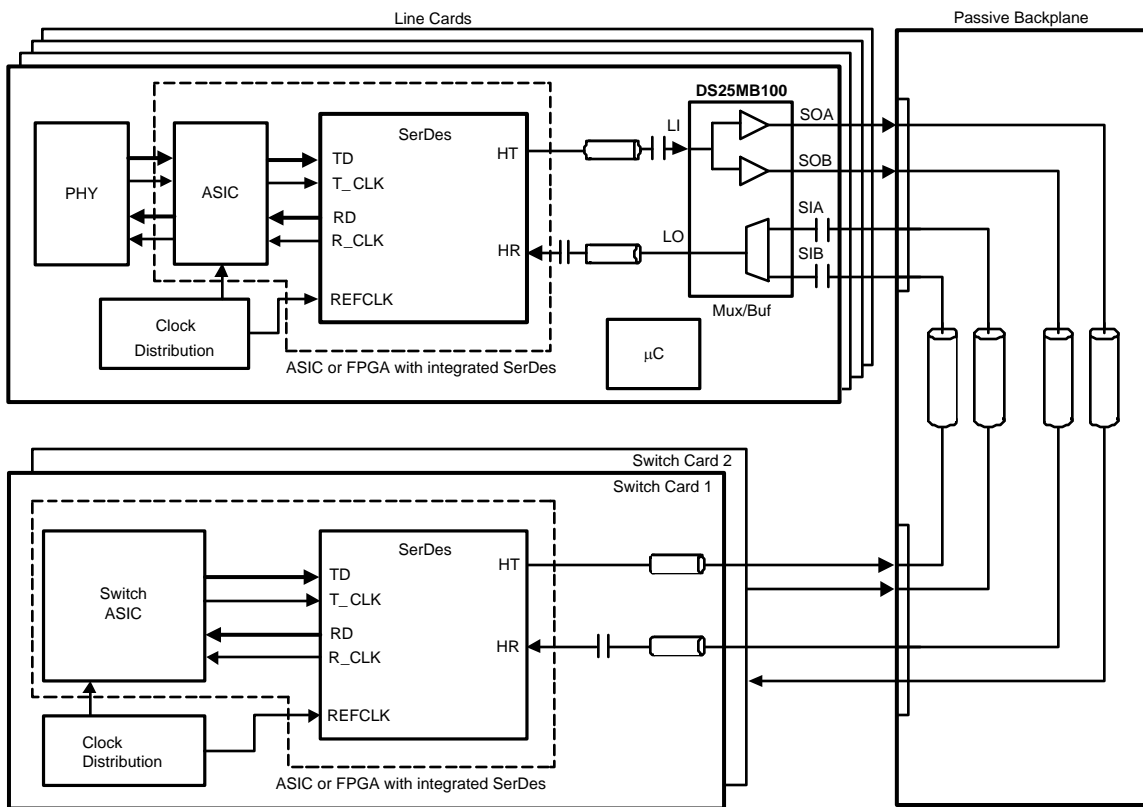 Line Cards
Passive Backplane
DS25MB100
PHY
ASIC
SerDes
TD
T_CLK
RD
R_CLK
REFCLK
HT
HR
LI
LO
SOA
SOB
SIA
SIB
Mux/Buf
Clock
Distribution
ASIC or FPGA with integrated SerDes
μC
Switch Card 2
Switch Card 1
Switch
ASIC
SerDes
TD
T_CLK
RD
R_CLK
REFCLK
HT
HR
Clock
Distribution
ASIC or FPGA with integrated SerDes